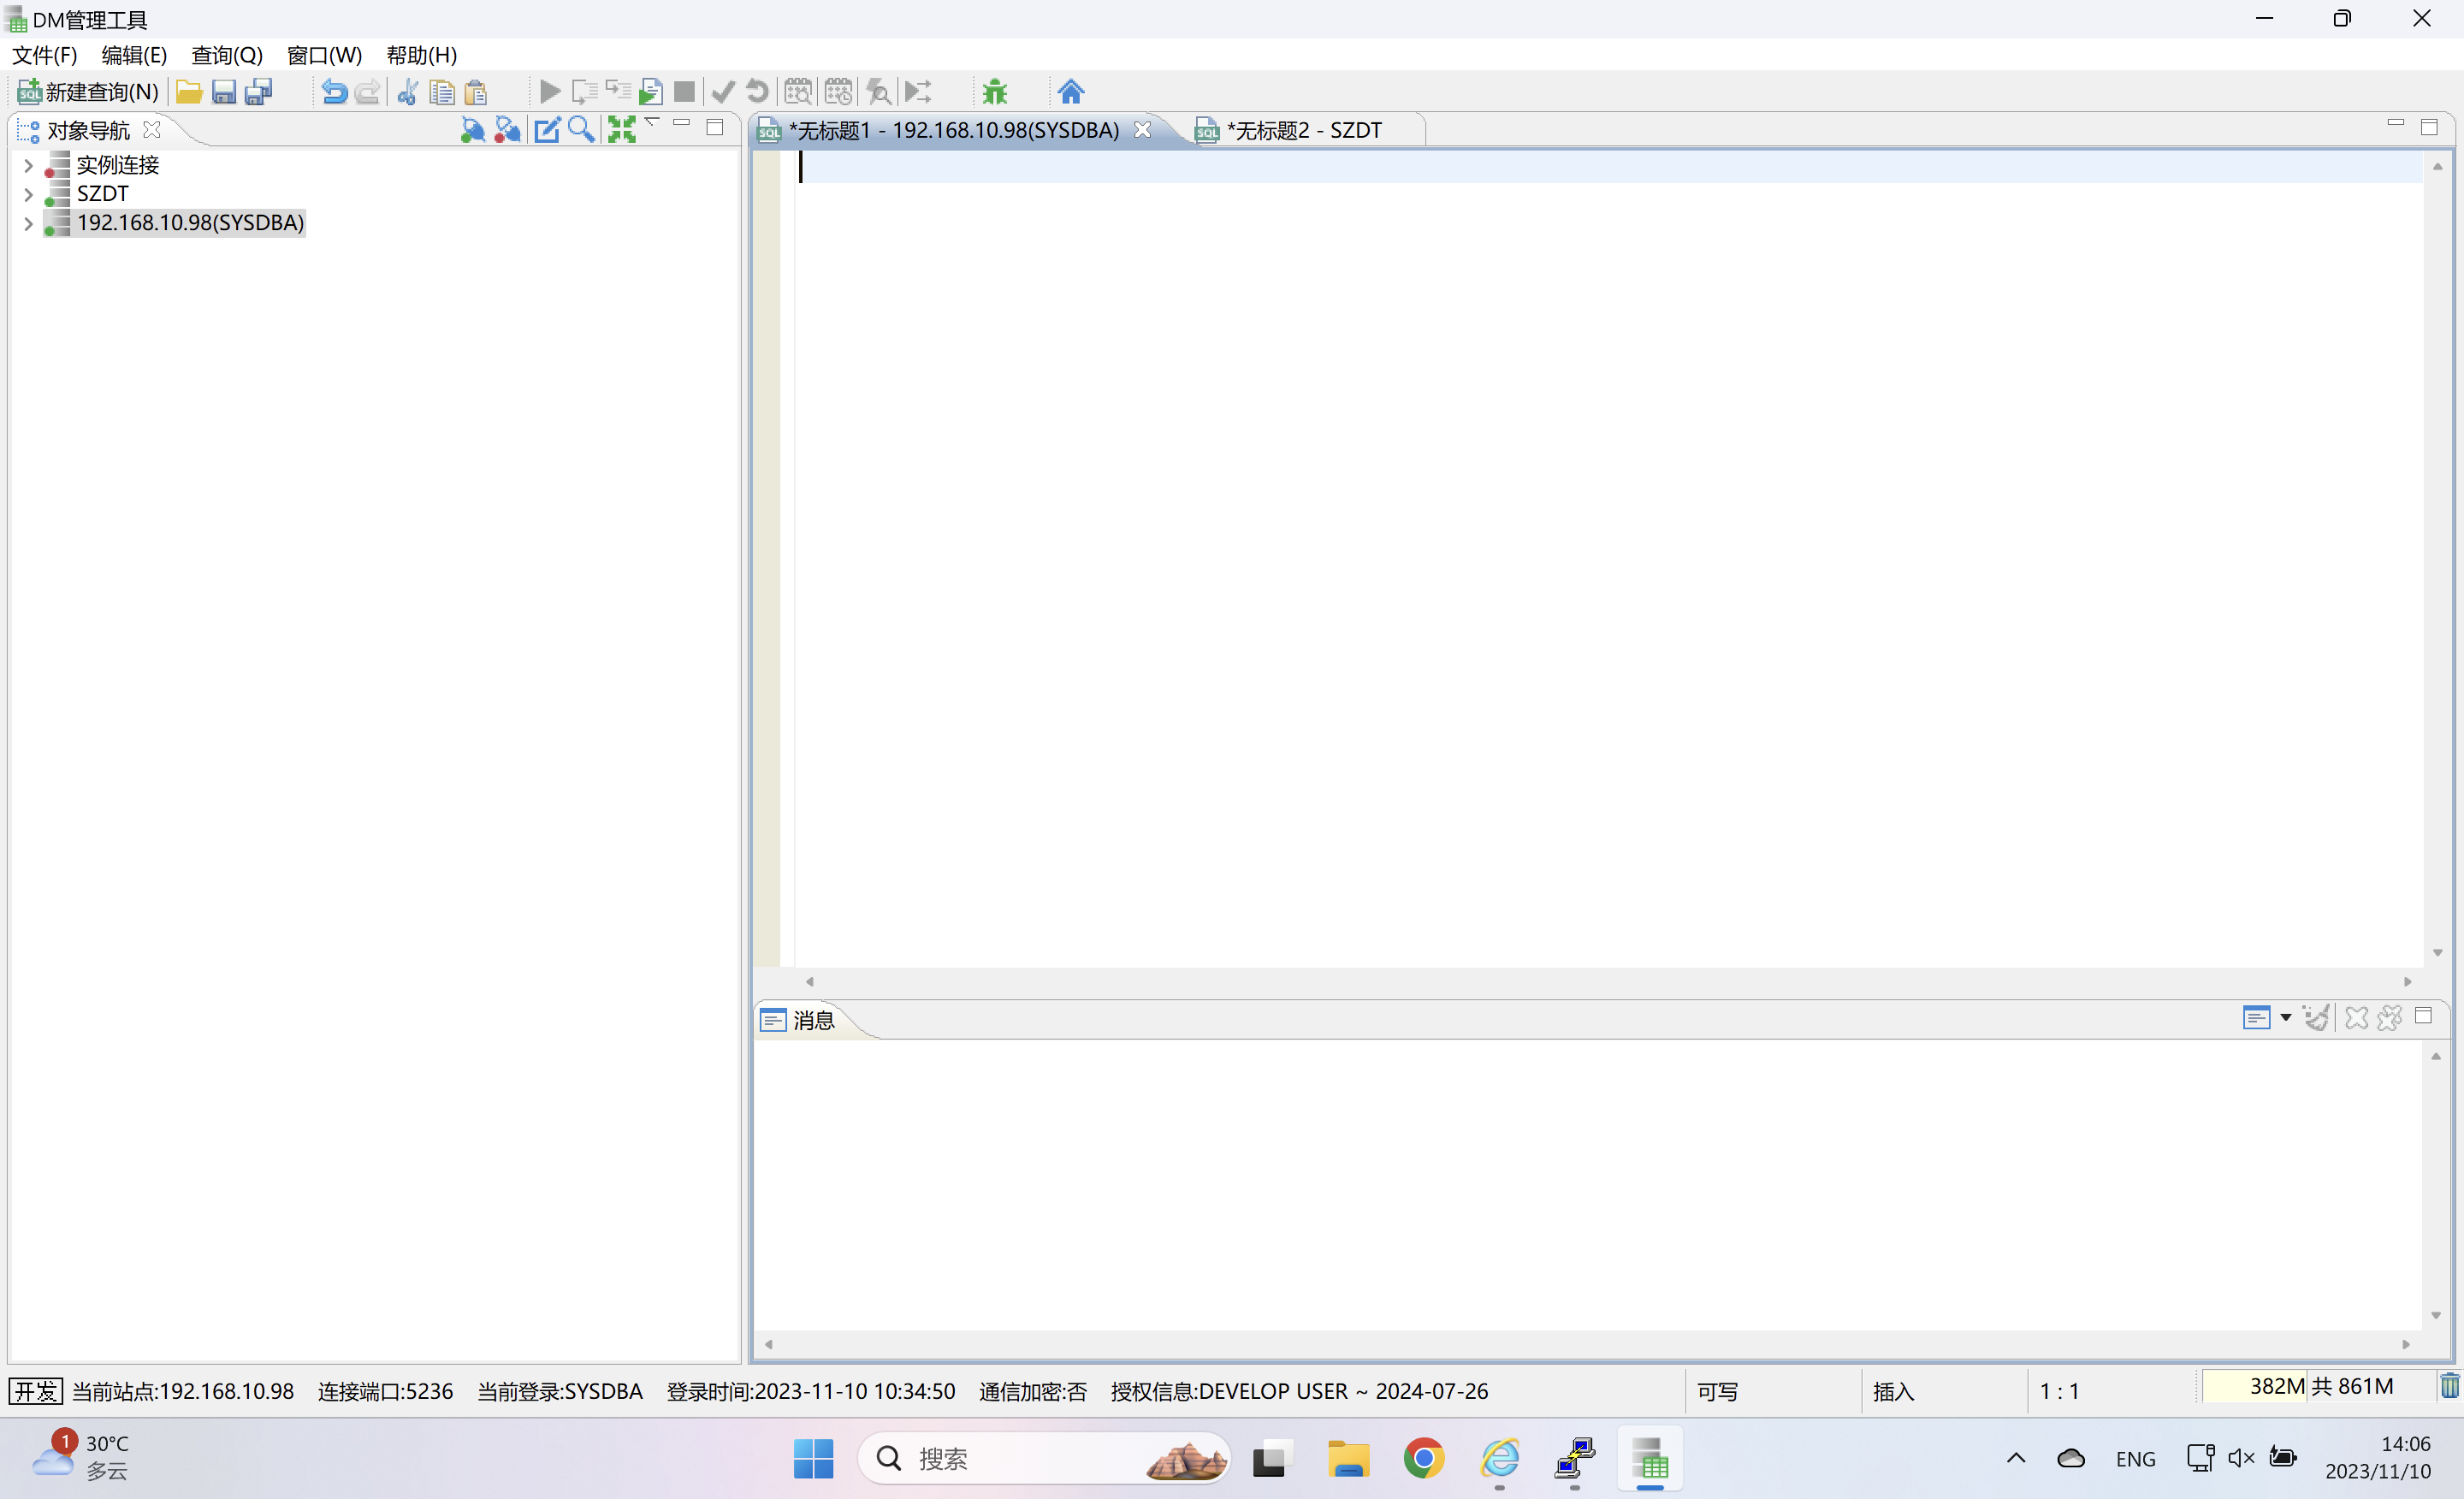 DM管理工具
文件(F) 编辑(E) 查询(Q) 窗口(W) 帮助(H)
新建查询(N)
对象导航
*无标题1 - 192.168.10.98(SYSDBA)
*无标题2 - SZDT
实例连接
SZDT
192.168.10.98(SYSDBA)
消息
开发 当前站点:192.168.10.98 连接端口:5236 当前登录:SYSDBA 登录时间:2023-11-10 10:34:50 通信加密:否 授权信息:DEVELOP USER ~ 2024-07-26 可写 插入 1 : 1 382M 共 861M
1
30°C
多云
搜索
ENG
14:06
2023/11/10